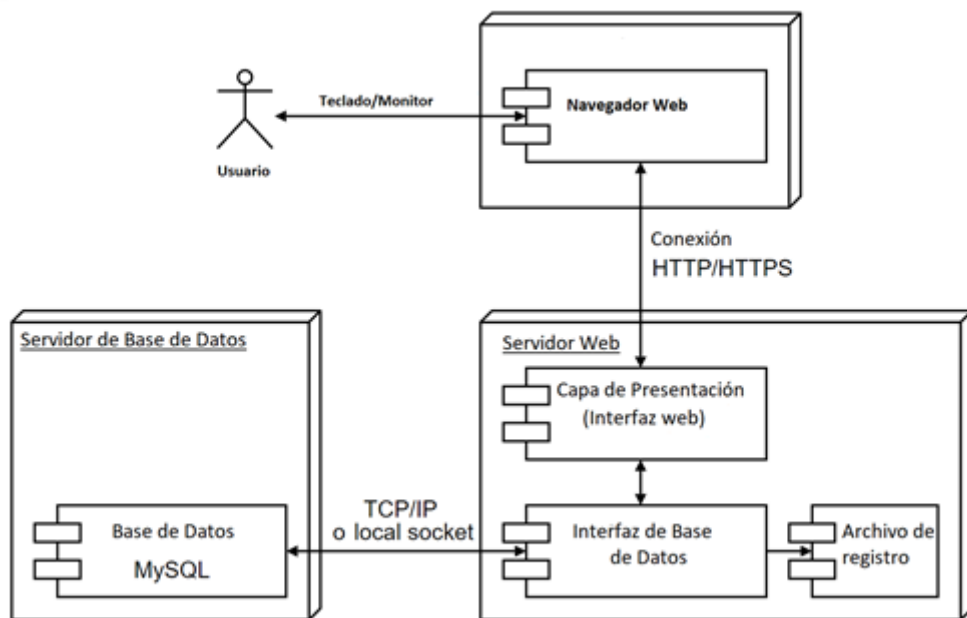 Teclado/Monitor
Navegador Web
Usuario
Conexión
HTTP/HTTPS
Servidor de Base de Datos
Servidor Web
Capa de Presentación
(Interfaz web)
TCP/IP
o local socket
Base de Datos
MySQL
Interfaz de Base
de Datos
Archivo de
registro